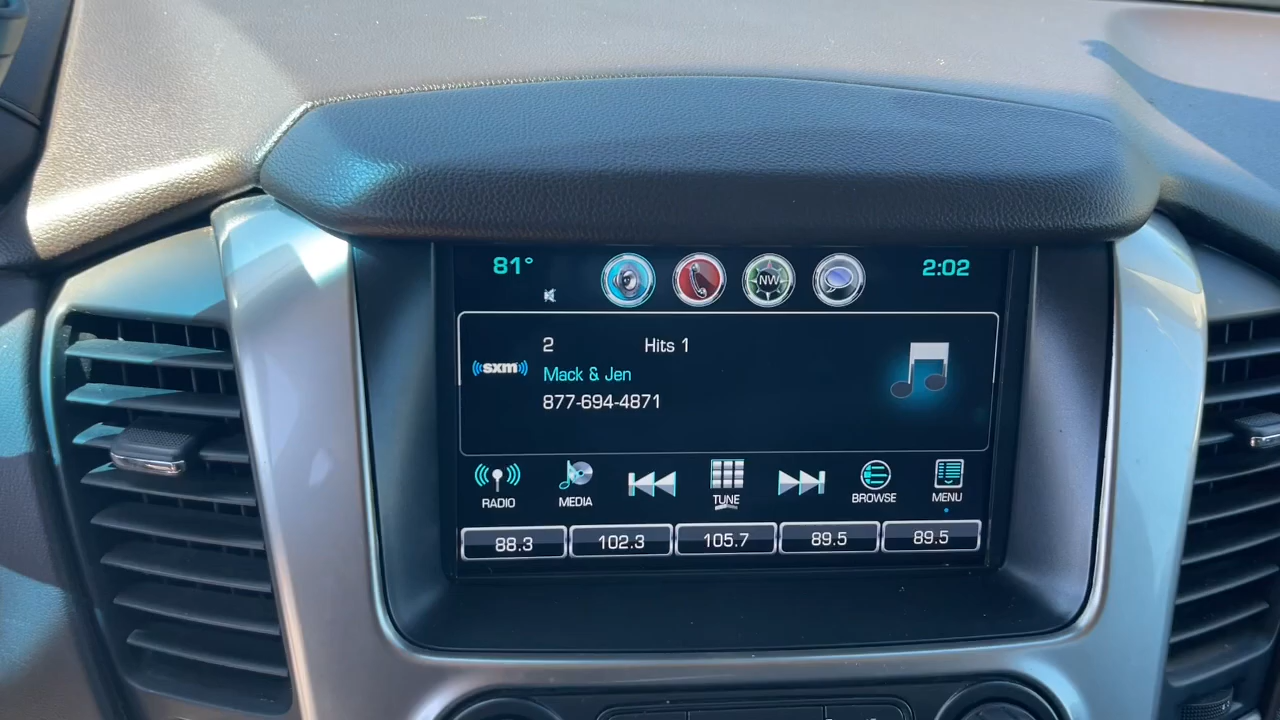 81°
NW
2:02
2 Hits 1
((sxm))
Mack & Jen
877-694-4871
RADIO MEDIA TUNE BROWSE MENU
88.3 102.3 105.7 89.5 89.5